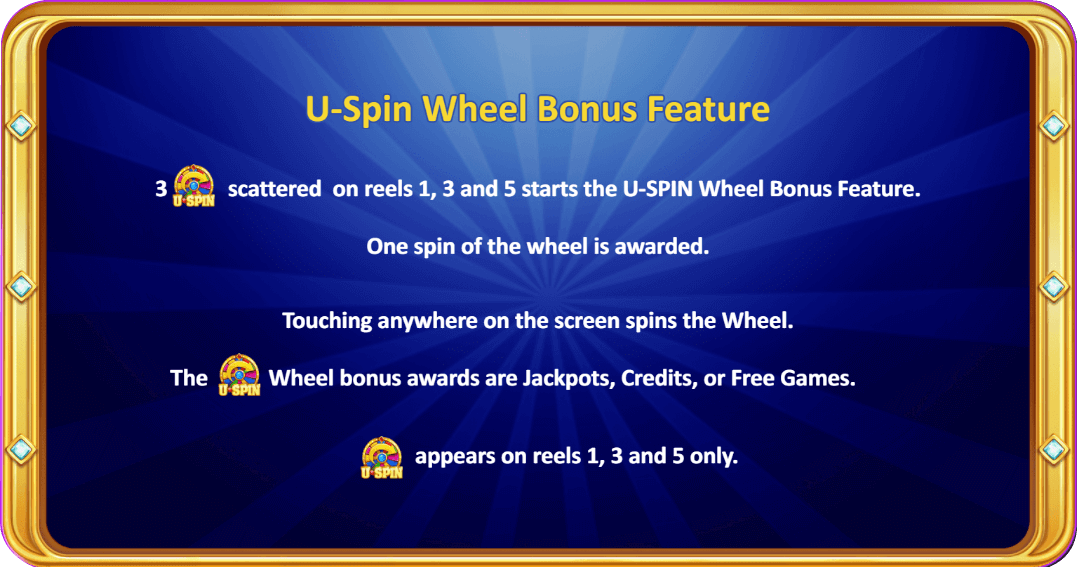 U-Spin Wheel Bonus Feature
3 U-SPIN scattered on reels 1, 3 and 5 starts the U-SPIN Wheel Bonus Feature.
One spin of the wheel is awarded.
Touching anywhere on the screen spins the Wheel.
The U-SPIN Wheel bonus awards are Jackpots, Credits, or Free Games.
U-SPIN appears on reels 1, 3 and 5 only.